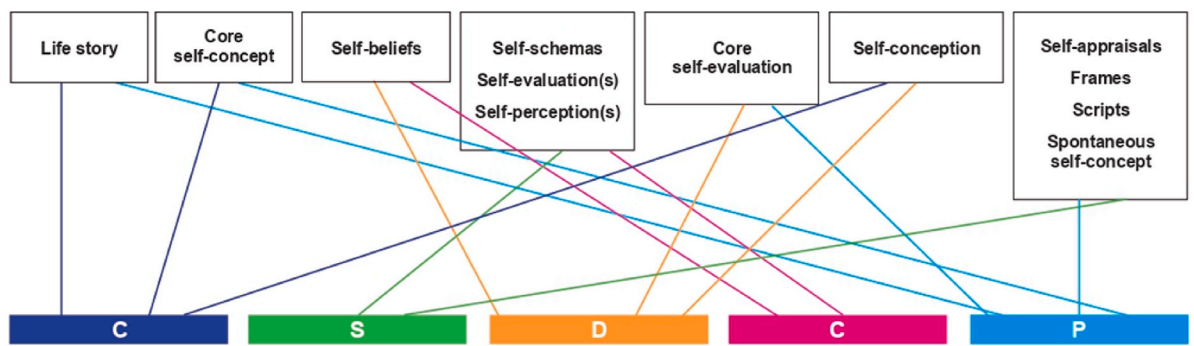 Life story
Core
self-concept
Self-beliefs
Self-schemas
Self-evaluation(s)
Self-perception(s)
Core
self-evaluation
Self-conception
Self-appraisals
Frames
Scripts
Spontaneous
self-concept
C
S
D
C
P